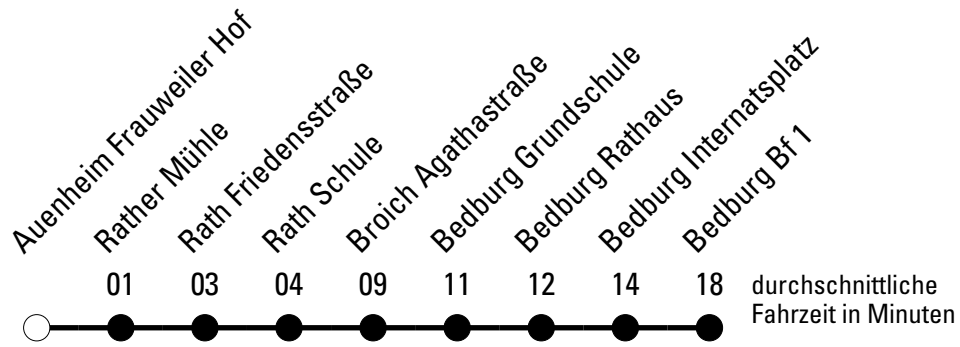 Auenheim Frauweiler Hof
Rather Mühle
Rath Friedensstraße
Rath Schule
Broich Agathastraße
Bedburg Grundschule
Bedburg Rathaus
Bedburg Internatsplatz
Bedburg Bf 1
01 03 04 09 11 12 14 18
durchschnittliche
Fahrzeit in Minuten